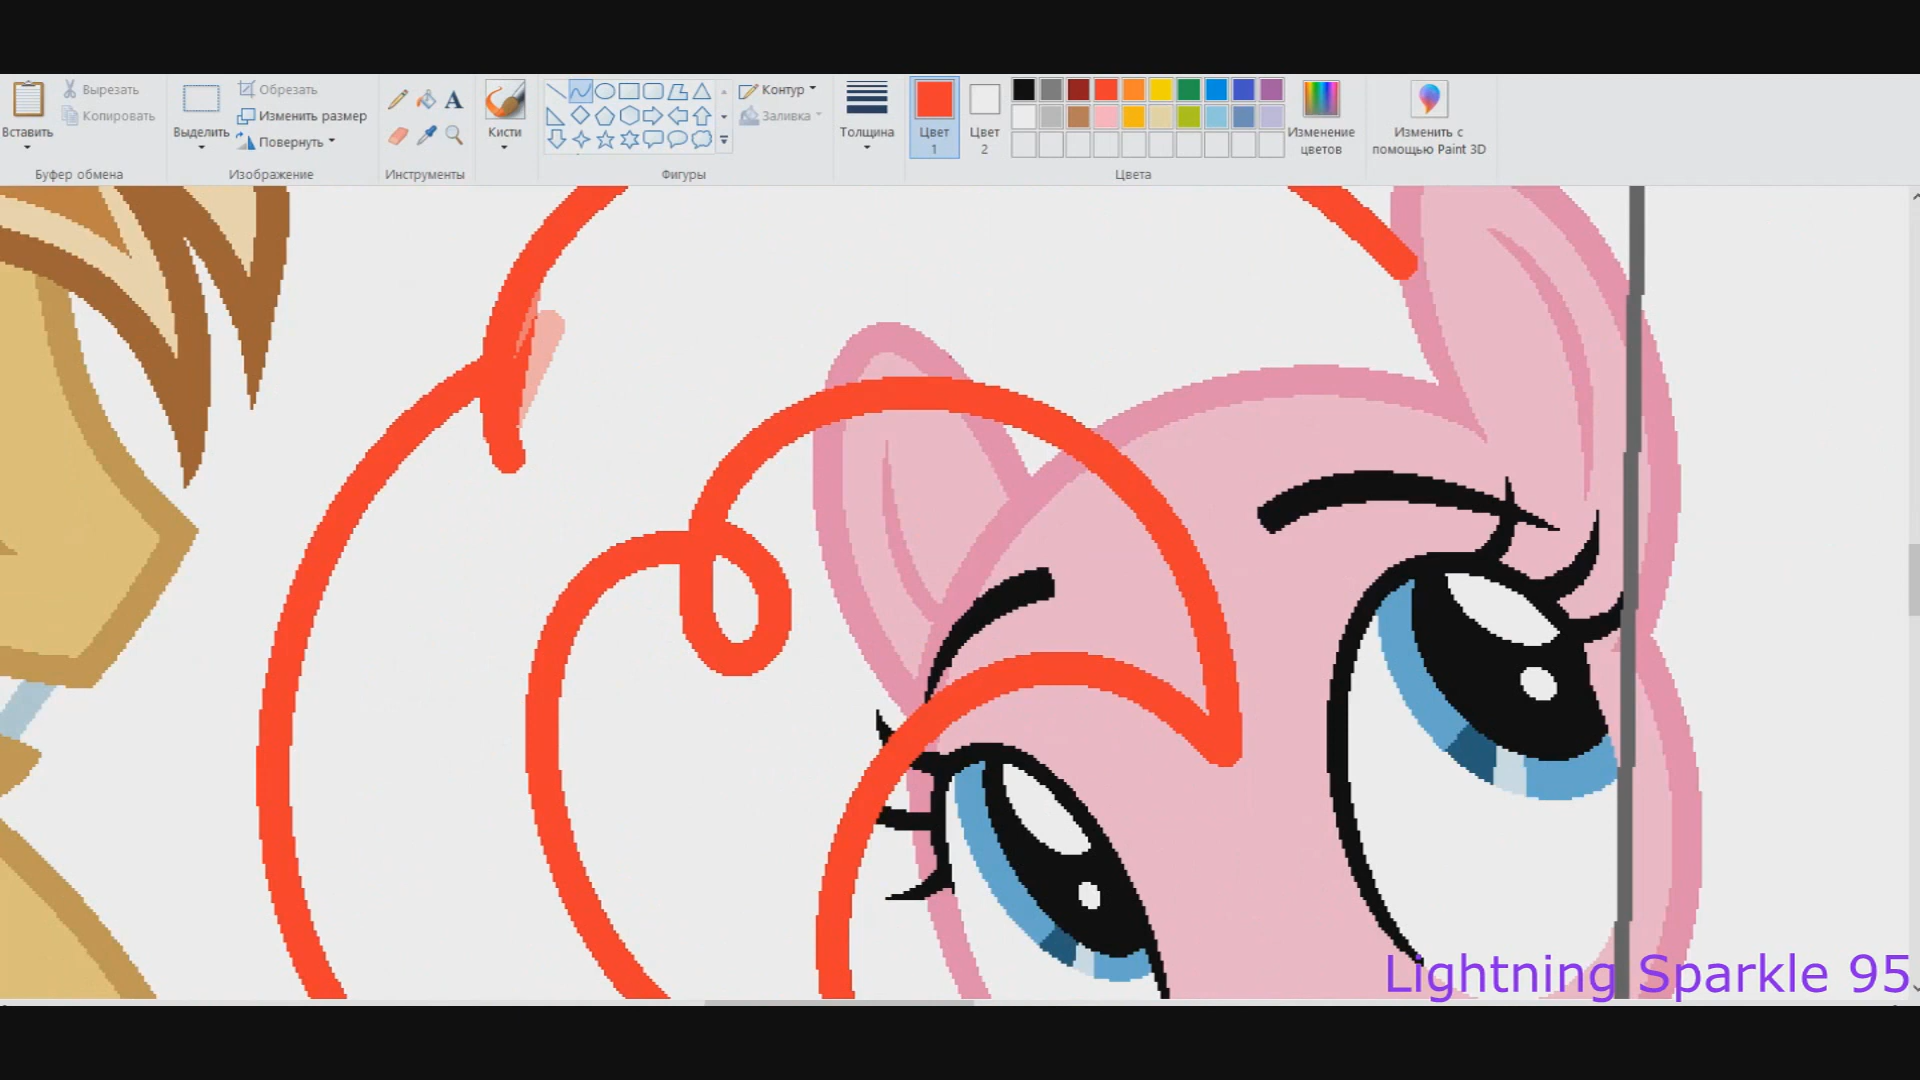 Вставить
Вырезать
Копировать
Буфер обмена
Выделить
Обрезать
Изменить размер
Повернуть
Изображение
A
Инструменты
Кисти
Контур
Заливка
Фигуры
Толщина
Цвет
1
Цвет
2
Цвета
Изменение
цветов
Изменить с
помощью Paint 3D
Lightning Sparkle 95